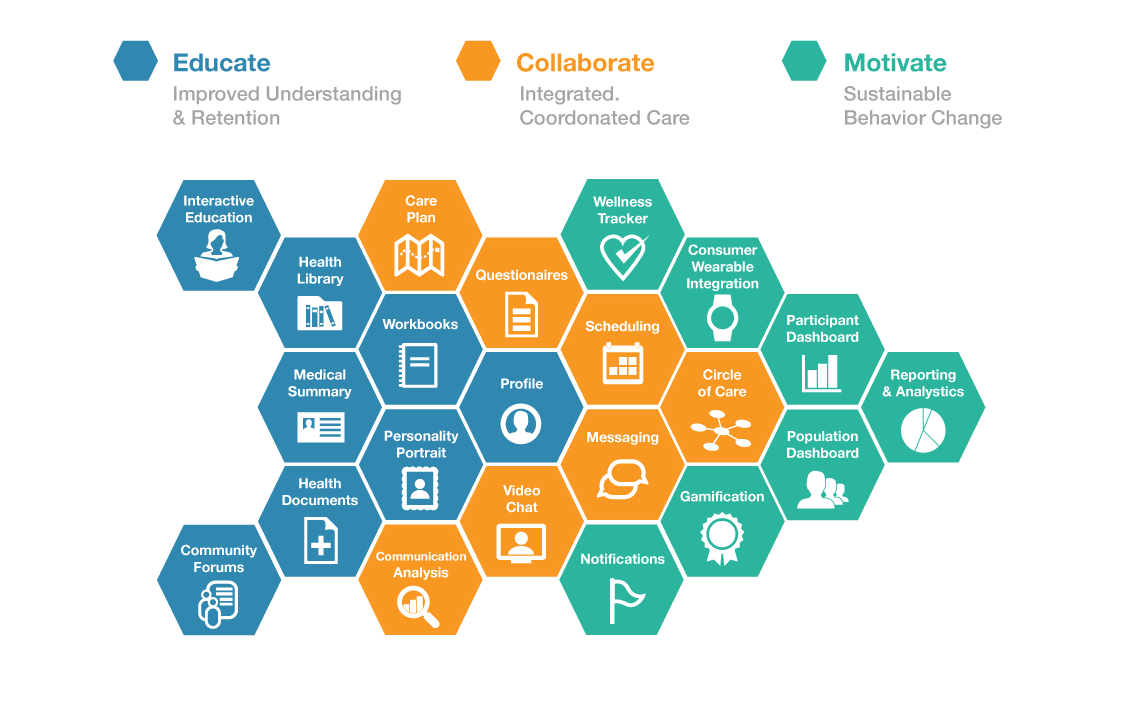 Educate
Improved Understanding
& Retention
Collaborate
Integrated.
Coordonated Care
Motivate
Sustainable
Behavior Change
Interactive
Education
Care
Plan
Wellness
Tracker
Health
Library
Questionaires
Consumer
Wearable
Integration
Workbooks
Scheduling
Participant
Dashboard
Medical
Summary
Profile
Circle
of Care
Reporting
& Analystics
Personality
Portrait
Messaging
Population
Dashboard
Health
Documents
Video
Chat
Gamification
Community
Forums
Communication
Analysis
Notifications